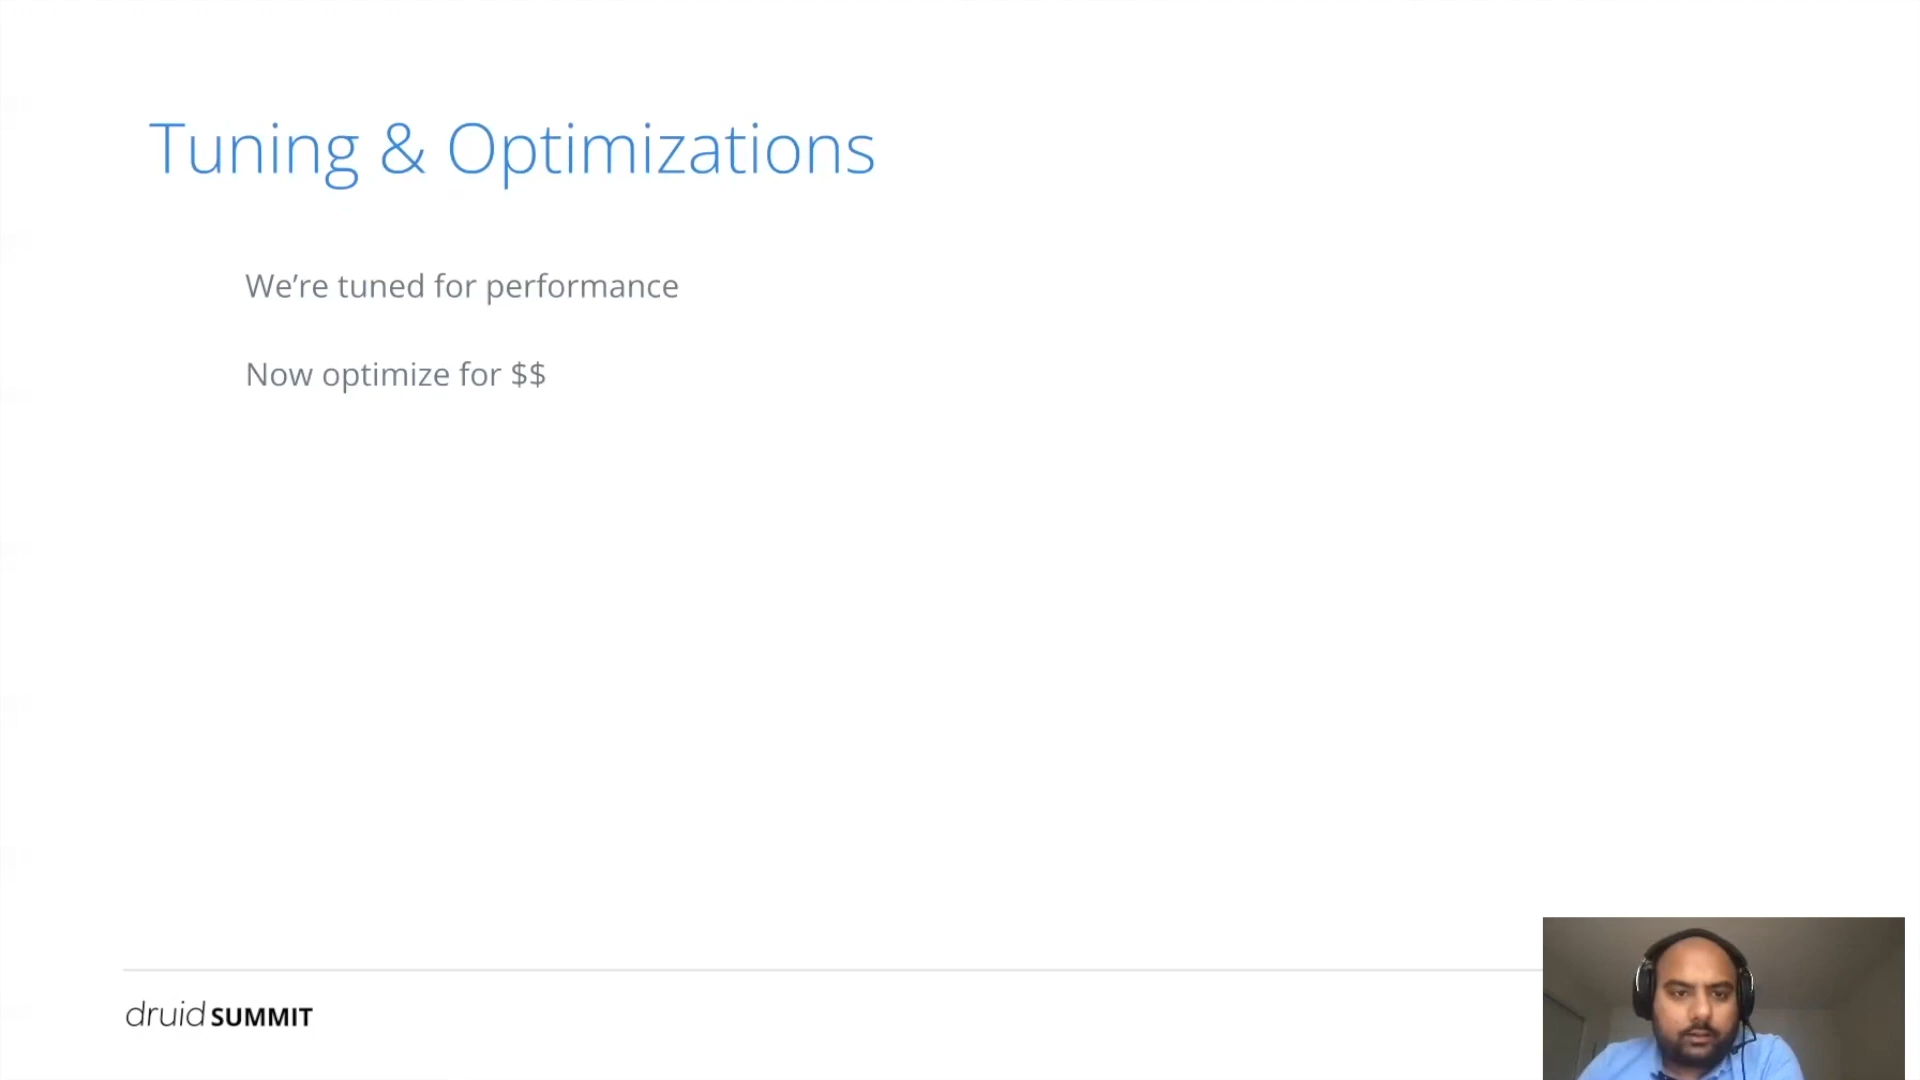 Tuning & Optimizations
We’re tuned for performance
Now optimize for $$
druid SUMMIT